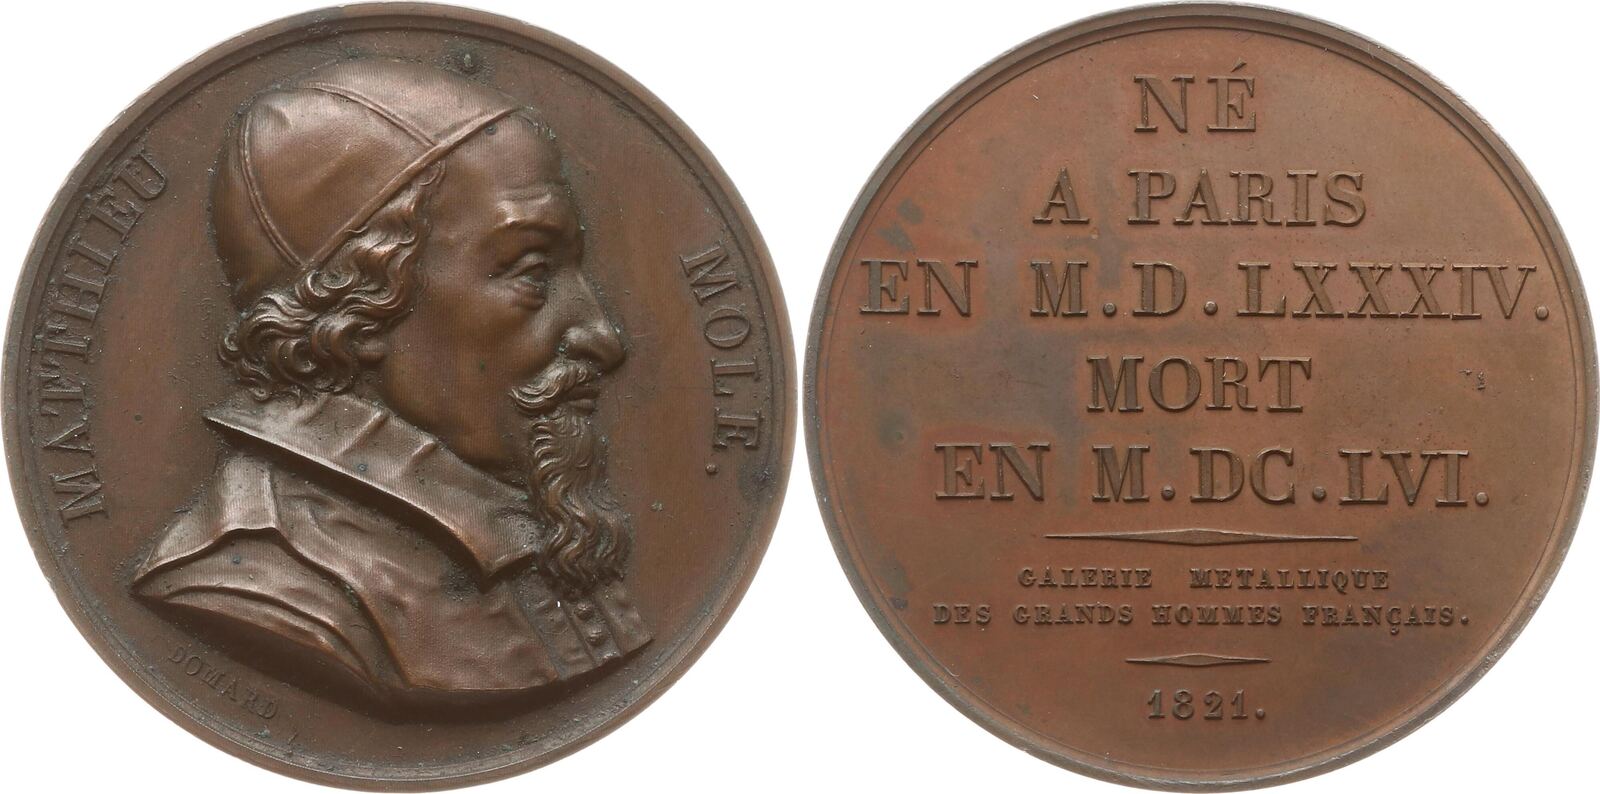 MATTHIEU MOLE.
DOMARD
NÉ
A PARIS
EN M.D.LXXXIV.
MORT
EN M.DC.LVI.
GALERIE METALLIQUE
DES GRANDS HOMMES FRANÇAIS.
1821.